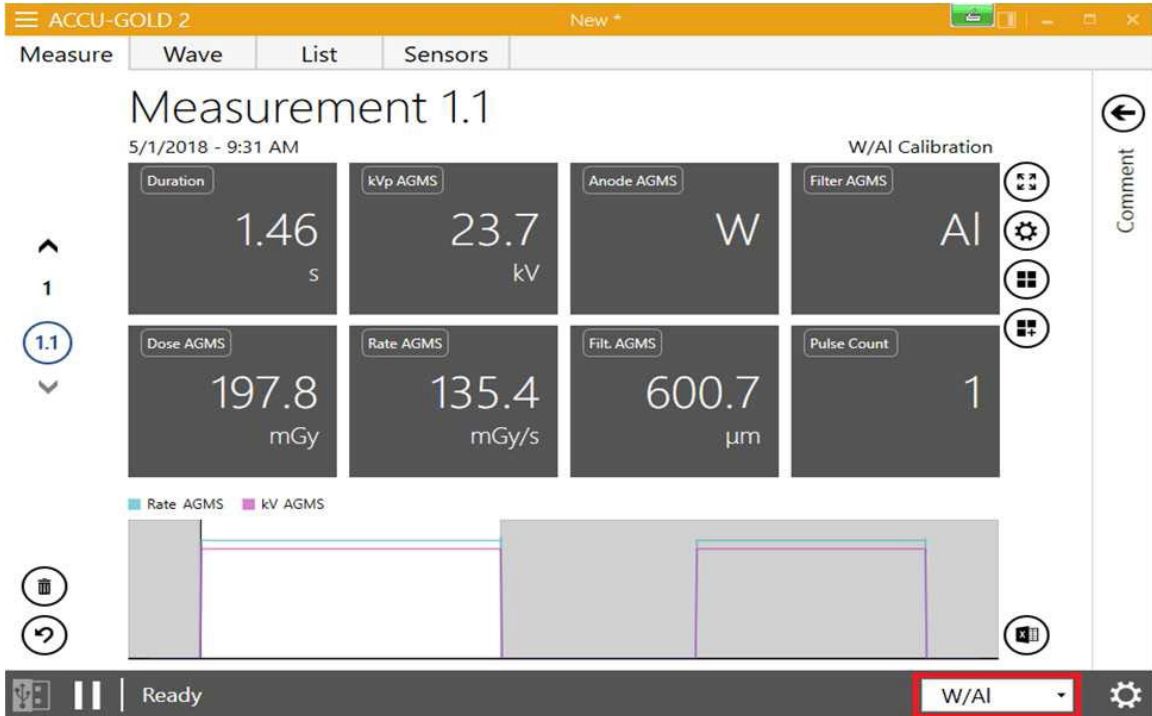 ACCU-GOLD 2 New *
Measure Wave List Sensors
Measurement 1.1
5/1/2018 - 9:31 AM W/Al Calibration
Duration kVp AGMS Anode AGMS Filter AGMS
1.46 23.7 W Al
s kV
1
1.1
Dose AGMS Rate AGMS Filt. AGMS Pulse Count
197.8 135.4 600.7 1
mGy mGy/s µm
Rate AGMS kV AGMS
Ready W/Al
Comment